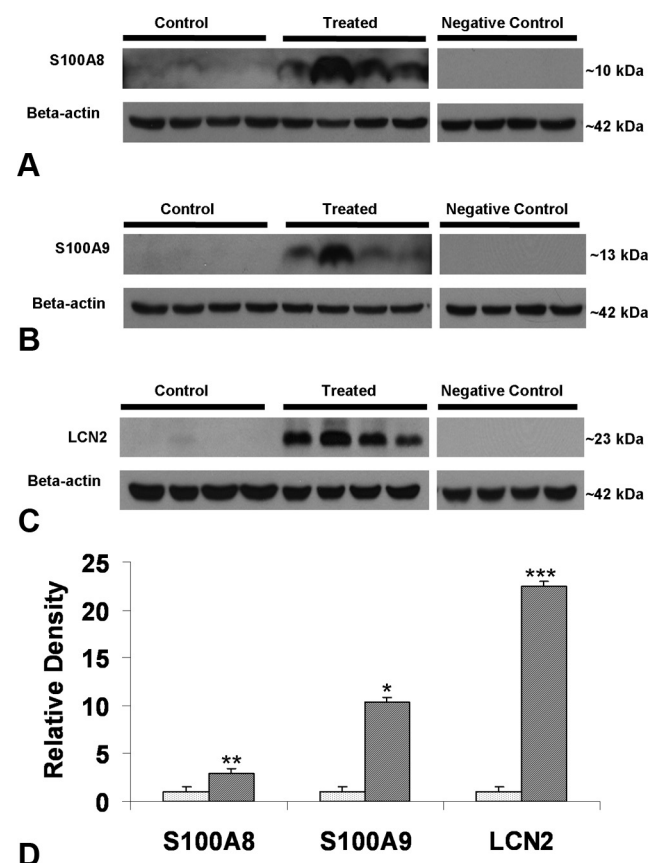 Control Treated Negative Control
S100A8 ~10 kDa
Beta-actin ~42 kDa
A
Control Treated Negative Control
S100A9 ~13 kDa
Beta-actin ~42 kDa
B
Control Treated Negative Control
LCN2 ~23 kDa
Beta-actin ~42 kDa
C
25
20
15
10
5
0
Relative Density
**
*
***
S100A8 S100A9 LCN2
D